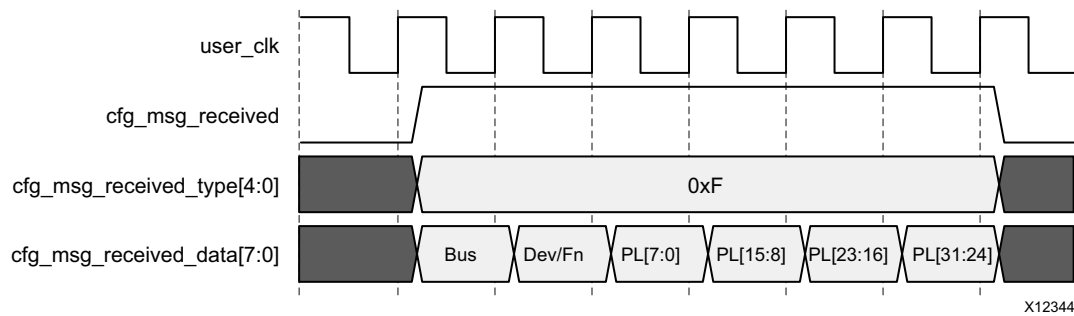 user_clk
cfg_msg_received
cfg_msg_received_type[4:0] 0xF
cfg_msg_received_data[7:0] Bus Dev/Fn PL[7:0] PL[15:8] PL[23:16] PL[31:24]
X12344